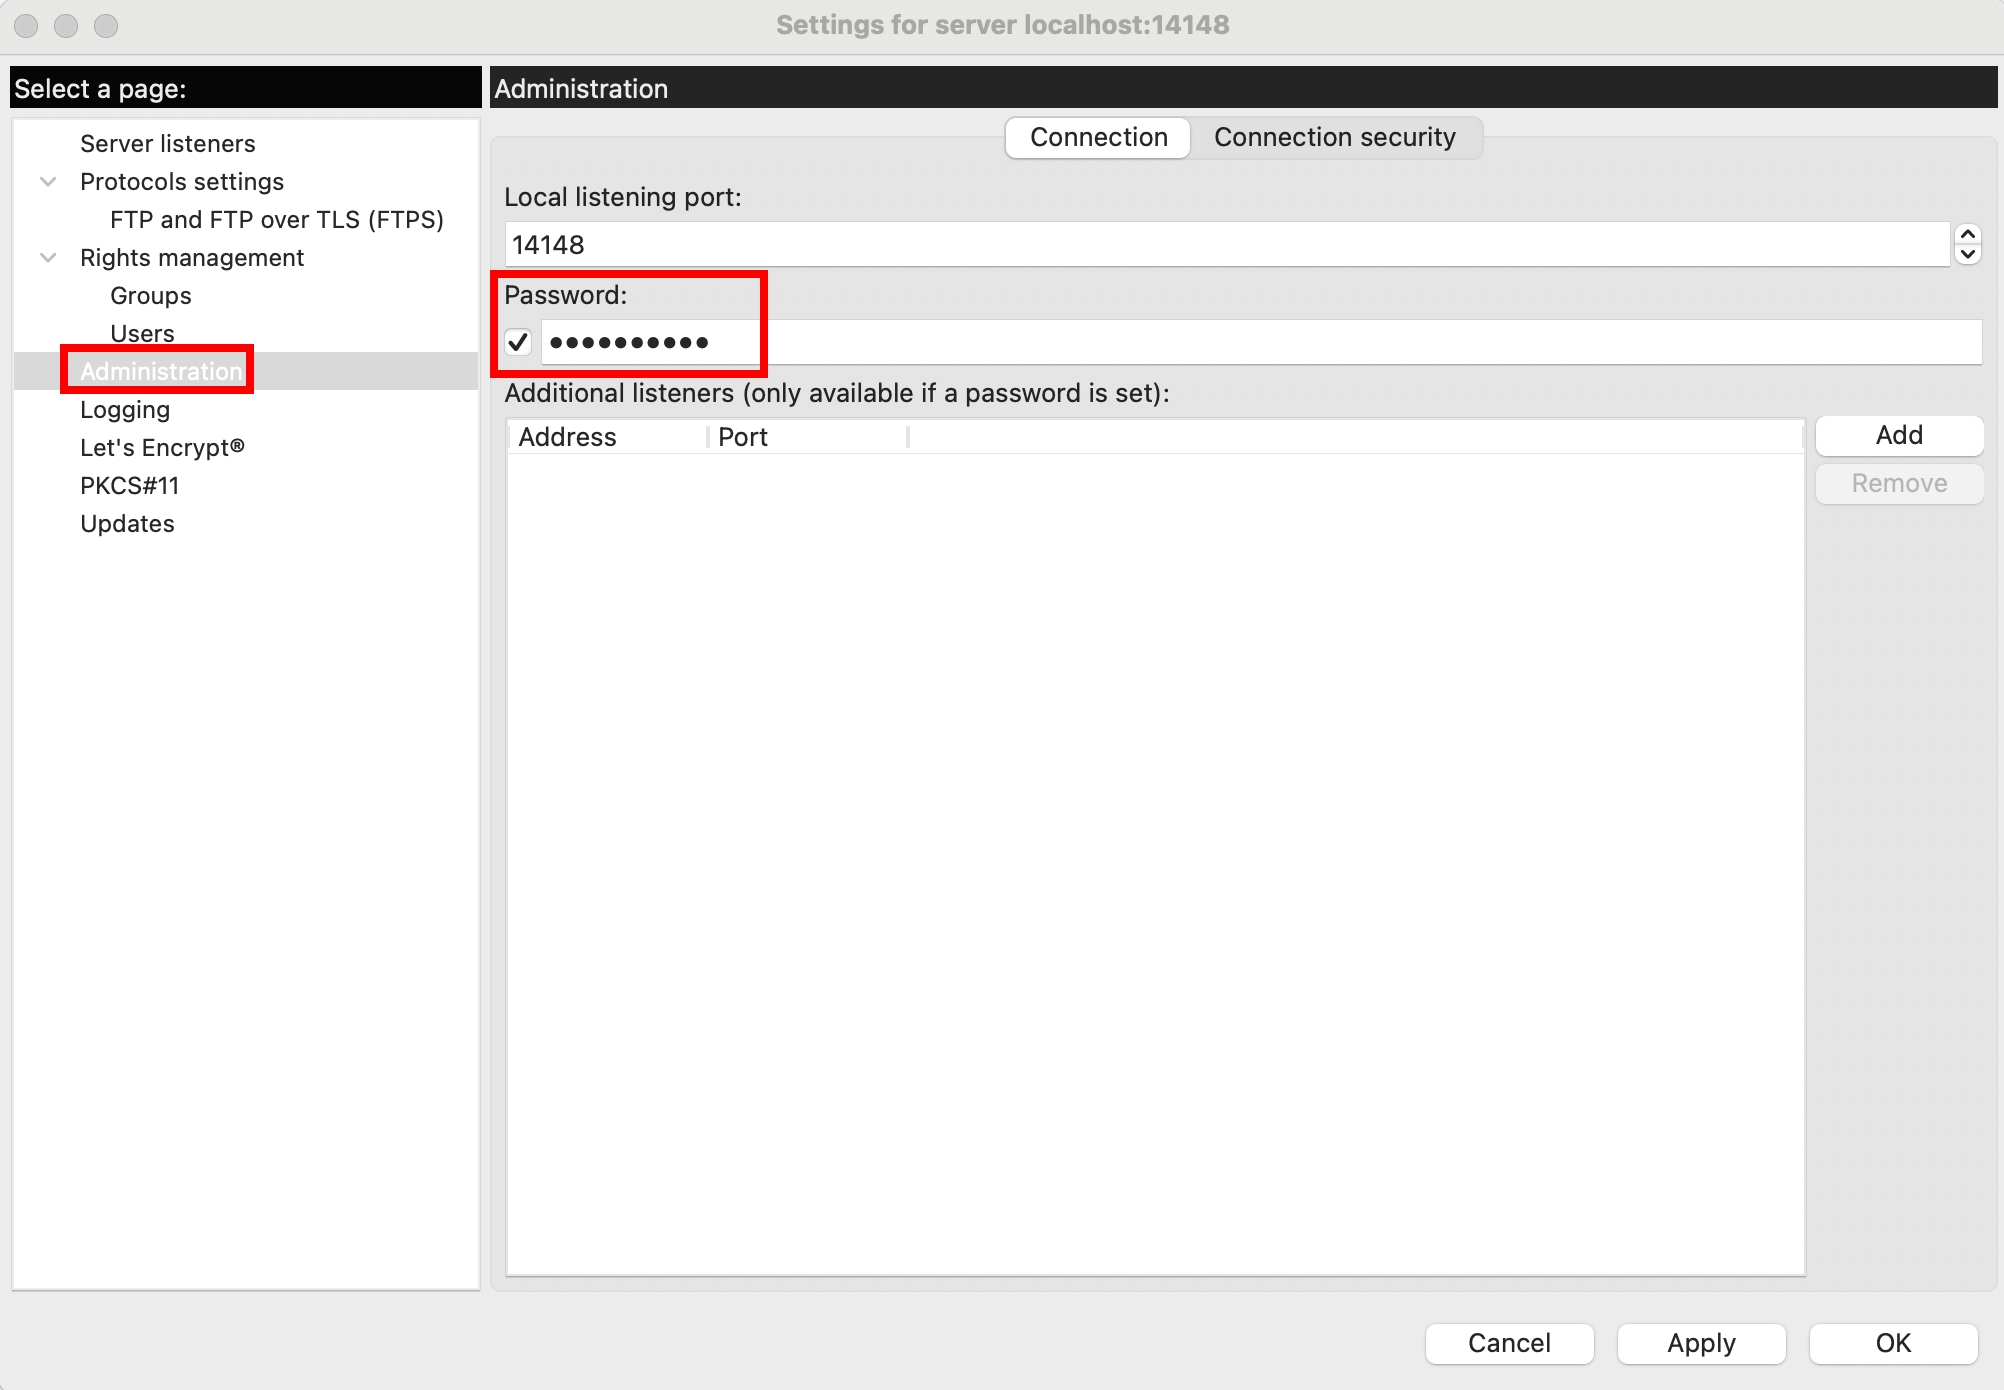 Settings for server localhost:14148
Select a page:
Server listeners
Protocols settings
FTP and FTP over TLS (FTPS)
Rights management
Groups
Users
Administration
Logging
Let's Encrypt®
PKCS#11
Updates
Administration
Connection Connection security
Local listening port:
14148
Password:
●●●●●●●●●●
Additional listeners (only available if a password is set):
Address Port
Add
Remove
Cancel Apply OK